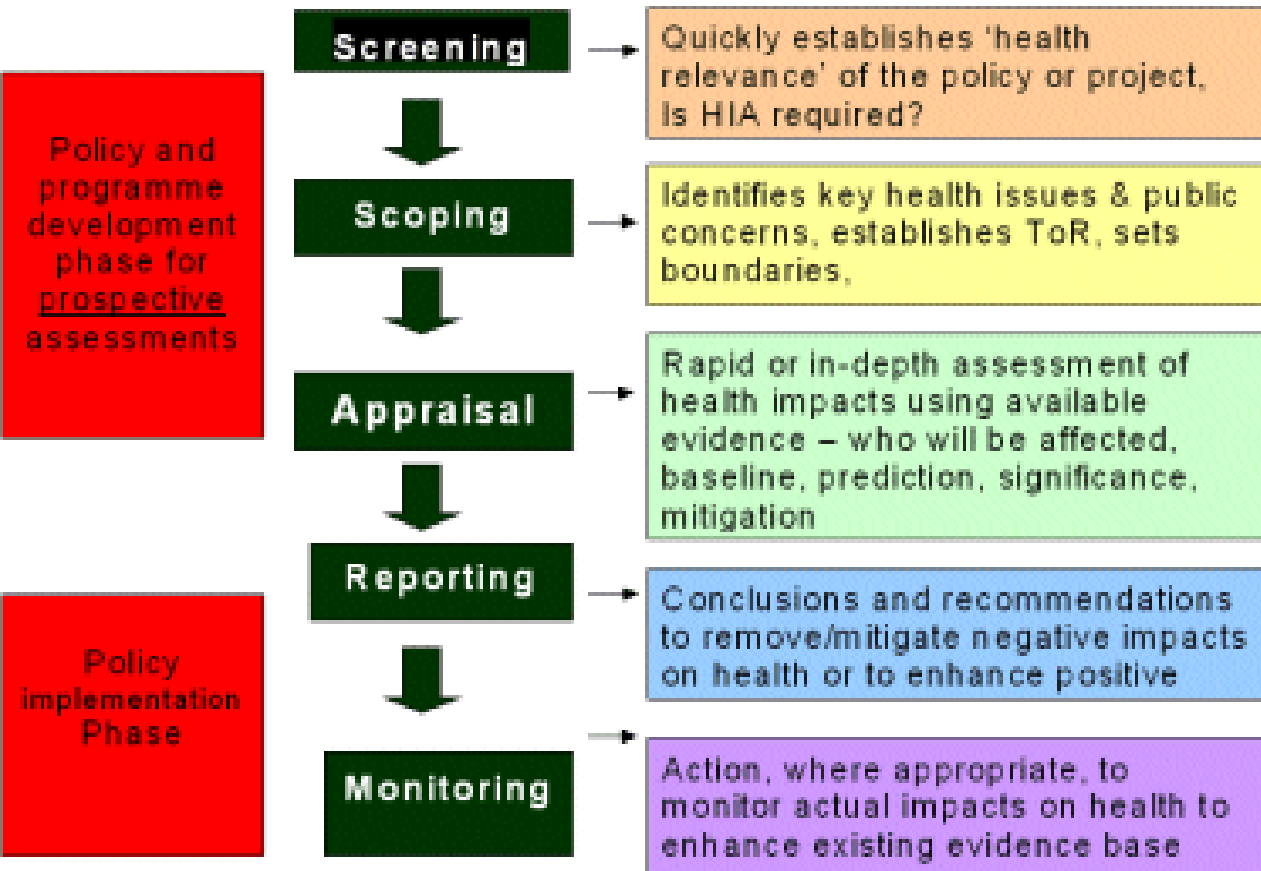 Screening
Quickly establishes 'health
relevance' of the policy or project,
Is HIA required?
Policy and
programme
development
phase for
prospective
assessments
Scoping
Identifies key health issues & public
concerns, establishes ToR, sets
boundaries,
Appraisal
Rapid or in-depth assessment of
health impacts using available
evidence – who will be affected,
baseline, prediction, significance,
mitigation
Reporting
Conclusions and recommendations
to remove/mitigate negative impacts
on health or to enhance positive
Policy
implementation
Phase
Monitoring
Action, where appropriate, to
monitor actual impacts on health to
enhance existing evidence base